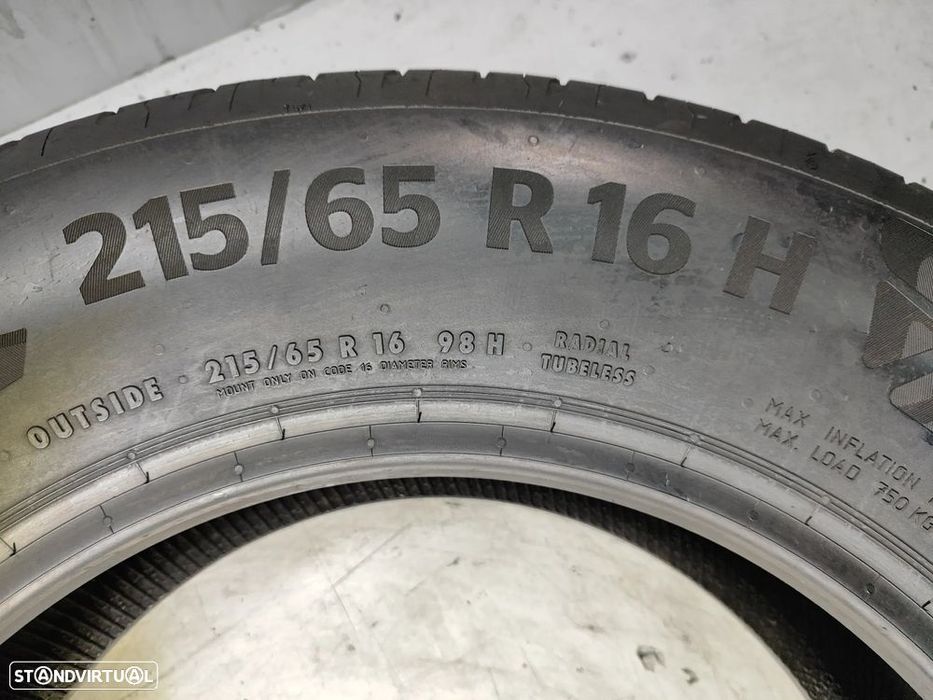 215/65 R 16 H
OUTSIDE
215/65 R 16 98 H
MOUNT ONLY ON CODE 16 DIAMETER RIMS
RADIAL
TUBELESS
MAX INFLATION
MAX. LOAD 750 KG
STANDVIRTUAL